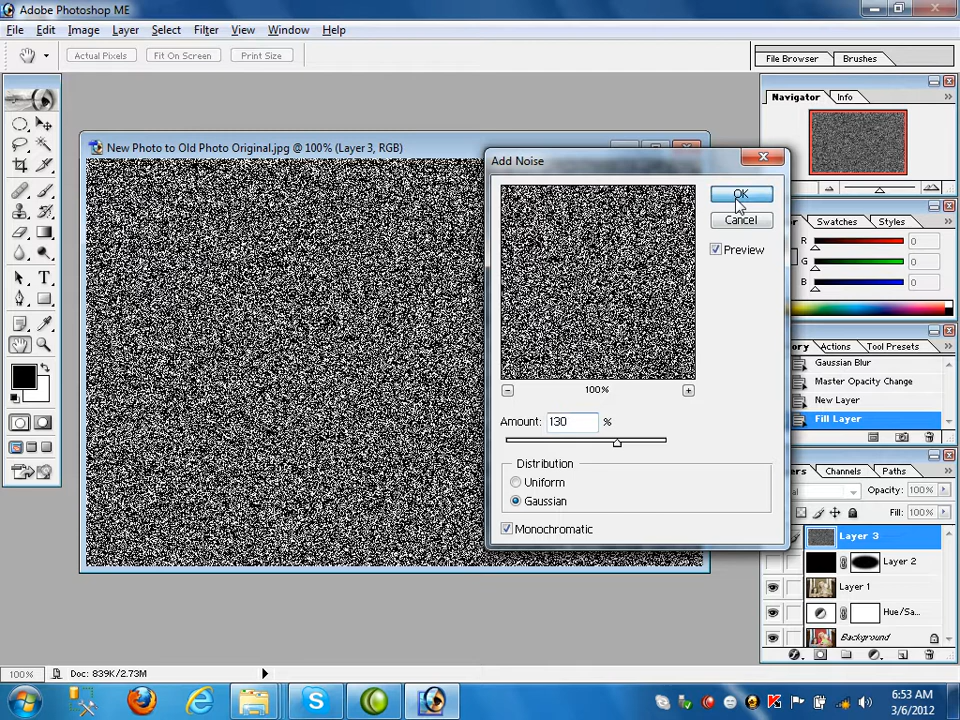 Adobe Photoshop ME
File Edit Image Layer Select Filter View Window Help
Actual Pixels Fit On Screen Print Size File Browser Brushes
New Photo to Old Photo Original.jpg @ 100% (Layer 3, RGB)
Add Noise
OK
Cancel
Preview
100%
Amount: 130 %
Distribution
Uniform
Gaussian
Monochromatic
Navigator Info
Swatches Styles
R 0
G 0
B 0
Actions Tool Presets
Gaussian Blur
Master Opacity Change
New Layer
Fill Layer
Channels Paths
Opacity: 100%
Fill: 100%
Layer 3
Layer 2
Layer 1
Hue/Sa...
Background
100% Doc: 839K/2.73M
6:53 AM
3/6/2012